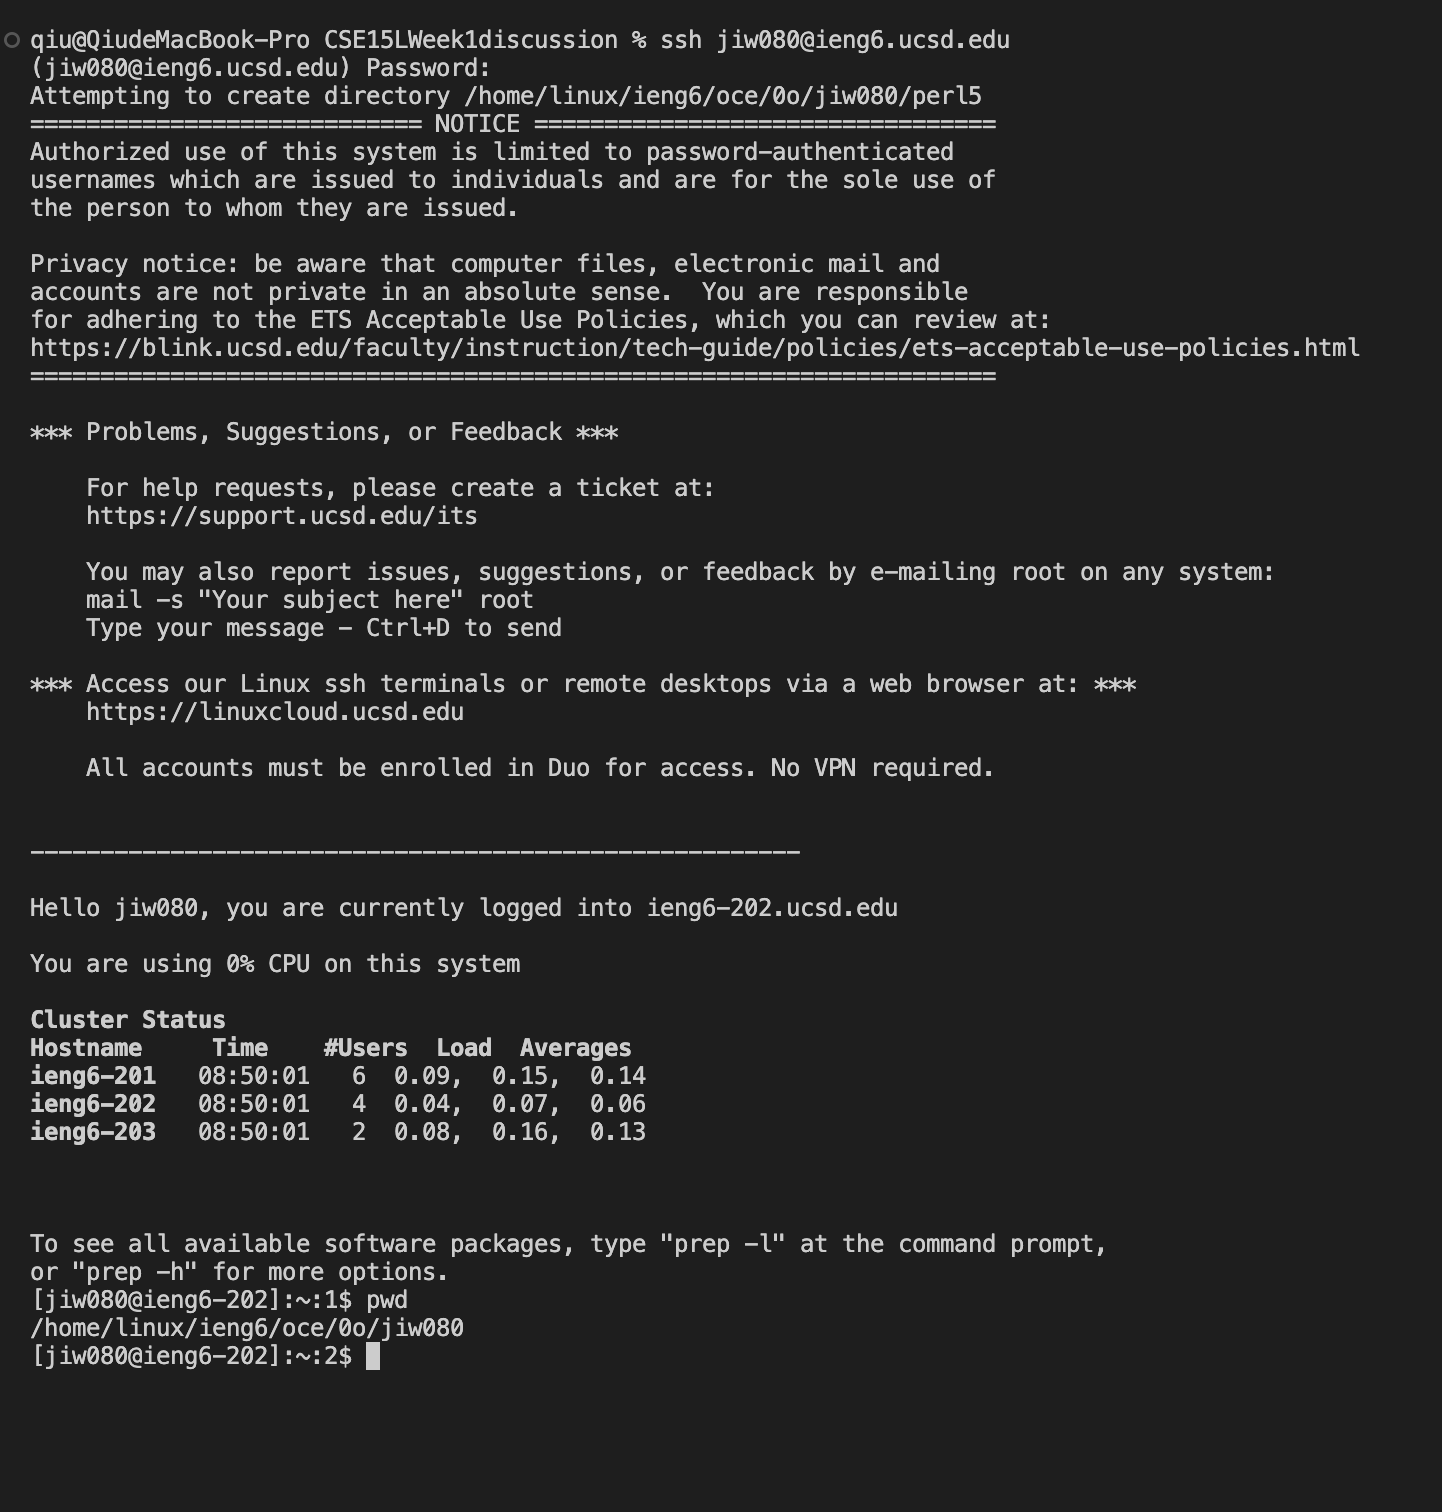 qiu@QiudeMacBook-Pro CSE15LWeek1discussion % ssh jiw080@ieng6.ucsd.edu
(jiw080@ieng6.ucsd.edu) Password:
Attempting to create directory /home/linux/ieng6/oce/0o/jiw080/perl5
============================ NOTICE =================================
Authorized use of this system is limited to password-authenticated
usernames which are issued to individuals and are for the sole use of
the person to whom they are issued.

Privacy notice: be aware that computer files, electronic mail and
accounts are not private in an absolute sense.  You are responsible
for adhering to the ETS Acceptable Use Policies, which you can review at:
https://blink.ucsd.edu/faculty/instruction/tech-guide/policies/ets-acceptable-use-policies.html
=====================================================================

*** Problems, Suggestions, or Feedback ***

    For help requests, please create a ticket at:
    https://support.ucsd.edu/its

    You may also report issues, suggestions, or feedback by e-mailing root on any system:
    mail -s "Your subject here" root
    Type your message - Ctrl+D to send

*** Access our Linux ssh terminals or remote desktops via a web browser at: ***
    https://linuxcloud.ucsd.edu

    All accounts must be enrolled in Duo for access. No VPN required.


-------------------------------------------------------

Hello jiw080, you are currently logged into ieng6-202.ucsd.edu

You are using 0% CPU on this system

Cluster Status
Hostname     Time    #Users  Load  Averages
ieng6-201   08:50:01   6  0.09,  0.15,  0.14
ieng6-202   08:50:01   4  0.04,  0.07,  0.06
ieng6-203   08:50:01   2  0.08,  0.16,  0.13



To see all available software packages, type "prep -l" at the command prompt,
or "prep -h" for more options.
[jiw080@ieng6-202]:~:1$ pwd
/home/linux/ieng6/oce/0o/jiw080
[jiw080@ieng6-202]:~:2$